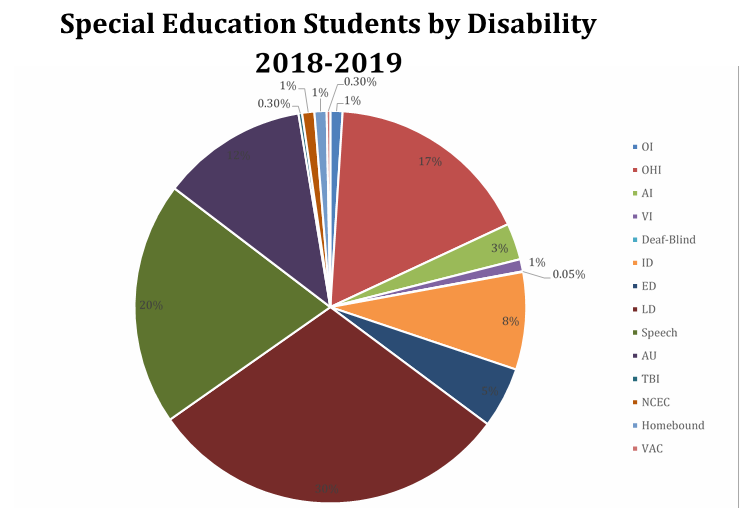 Special Education Students by Disability
2018-2019
1%
0.30%
1%
0.30%
1%
17%
3%
1%
0.05%
8%
20%
OI
OHI
AI
VI
Deaf-Blind
ID
ED
LD
Speech
AU
TBI
NCEC
Homebound
VAC